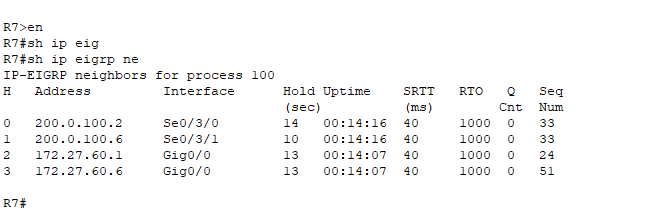 R7>en
R7#sh ip eig
R7#sh ip eigrp ne
IP-EIGRP neighbors for process 100
H   Address         Interface      Hold Uptime    SRTT   RTO   Q   Seq
                                   (sec)          (ms)        Cnt  Num
0   200.0.100.2     Se0/3/0        14   00:14:16  40     1000  0   33
1   200.0.100.6     Se0/3/1        10   00:14:16  40     1000  0   33
2   172.27.60.1     Gig0/0         13   00:14:07  40     1000  0   24
3   172.27.60.6     Gig0/0         13   00:14:07  40     1000  0   51
R7#